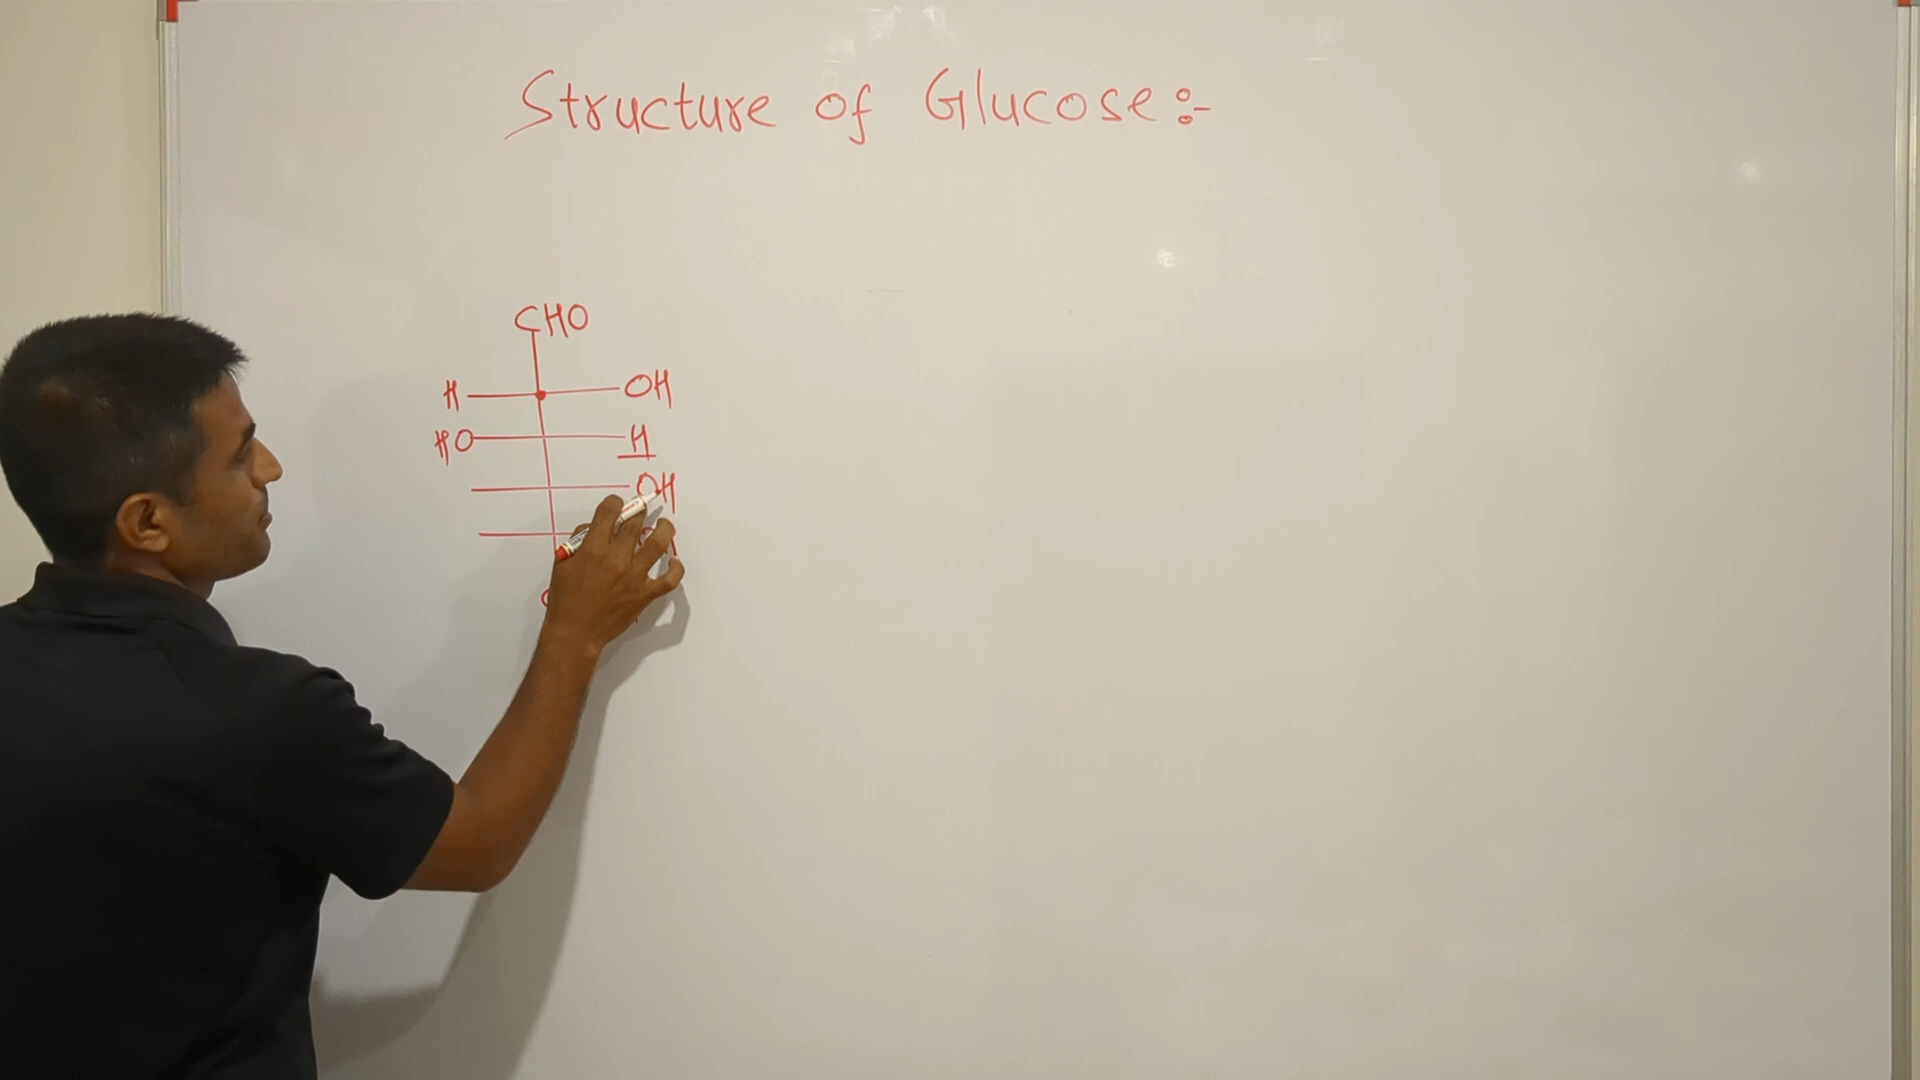 Structure of Glucose:-
CHO
H OH
HO H
OH